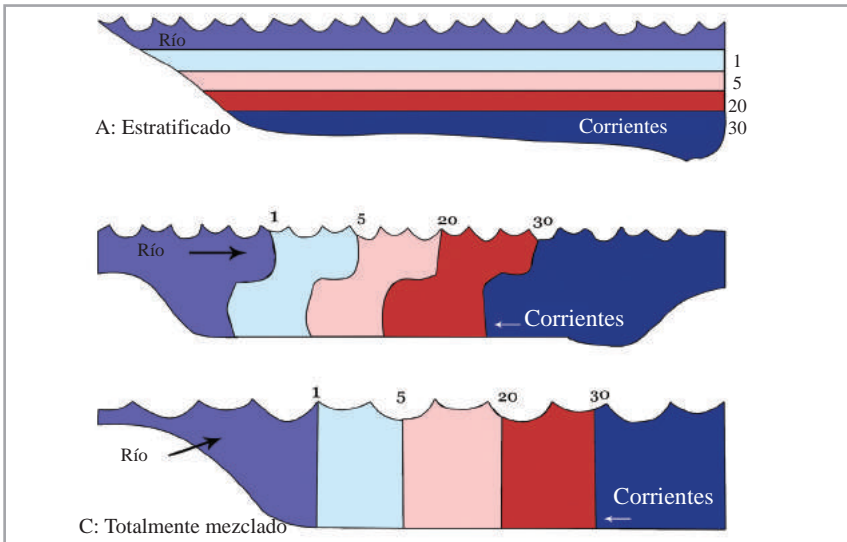 Río
1
5
20
A: Estratificado
Corrientes
30
1
5
20
30
Río
Corrientes
1
5
20
30
Río
Corrientes
C: Totalmente mezclado